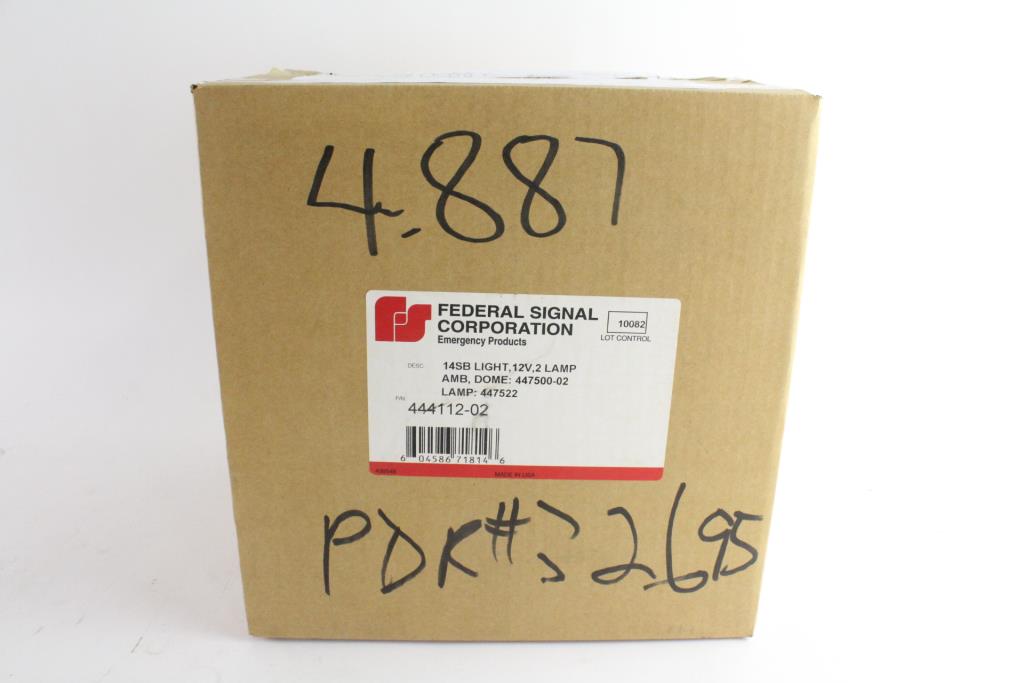 4.887
FEDERAL SIGNAL
CORPORATION
Emergency Products
10082
LOT CONTROL
DESC 14SB LIGHT,12V,2 LAMP
AMB, DOME: 447500-02
LAMP: 447522
P/N 444112-02
6 04586 71814 6
MADE IN USA
PDR#32695